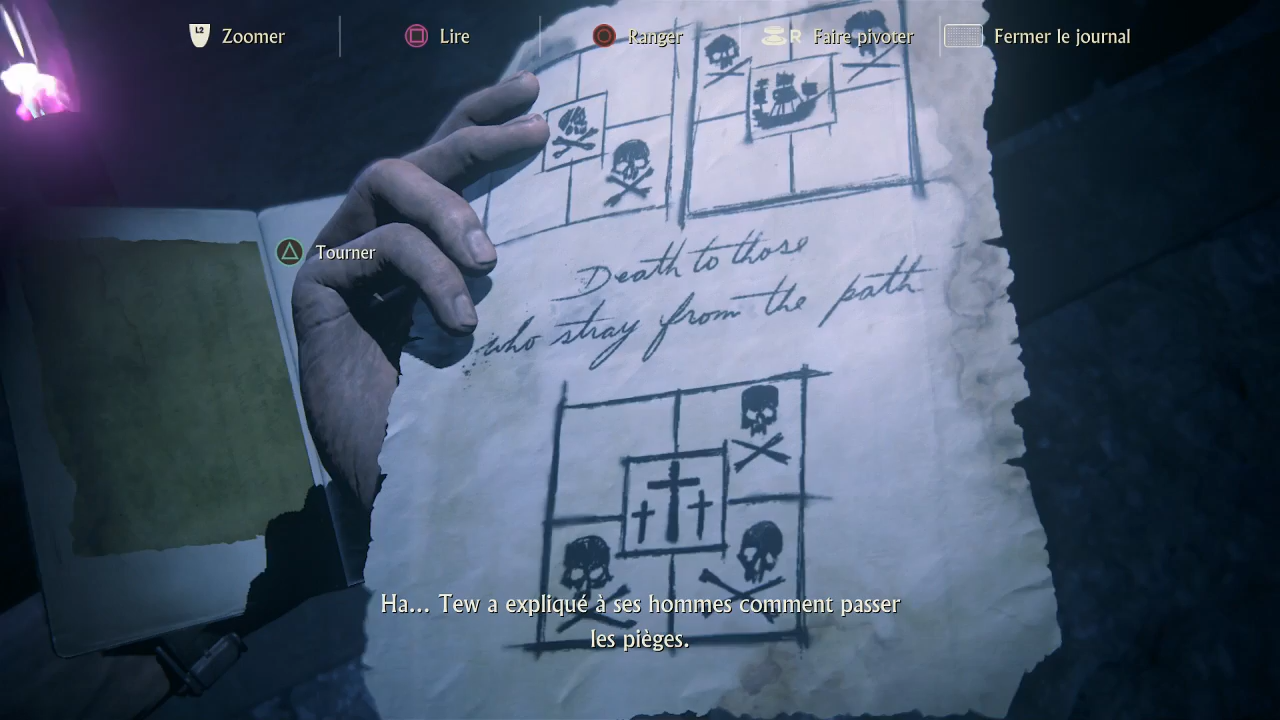 L2 Zoomer Lire Ranger R Faire pivoter Fermer le journal
Tourner
Death to those
who stray from the path
Ha... Tew a expliqué à ses hommes comment passer
les pièges.